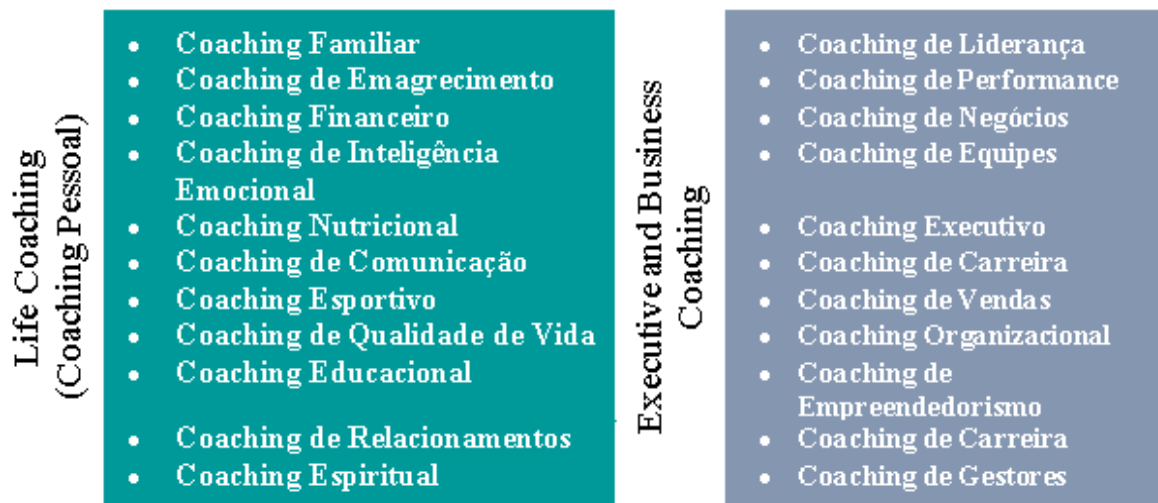 Life Coaching
(Coaching Pessoal)
• Coaching Familiar
• Coaching de Emagrecimento
• Coaching Financeiro
• Coaching de Inteligência
Emocional
• Coaching Nutricional
• Coaching de Comunicação
• Coaching Esportivo
• Coaching de Qualidade de Vida
• Coaching Educacional
• Coaching de Relacionamentos
• Coaching Espiritual
Executive and Business
Coaching
• Coaching de Liderança
• Coaching de Performance
• Coaching de Negócios
• Coaching de Equipes
• Coaching Executivo
• Coaching de Carreira
• Coaching de Vendas
• Coaching Organizacional
• Coaching de
Empreendedorismo
• Coaching de Carreira
• Coaching de Gestores